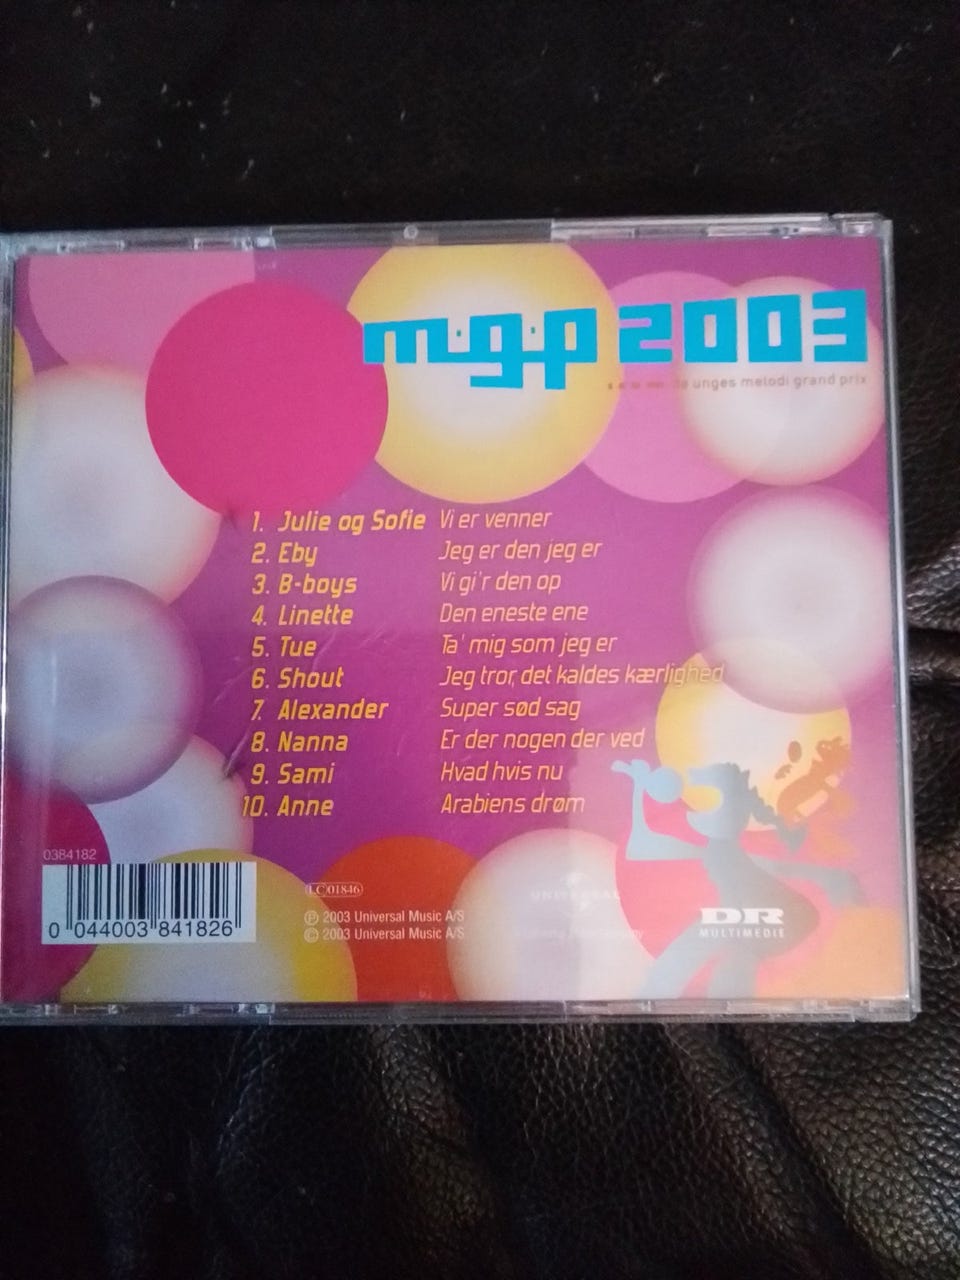 m·g·p 2003
de unges melodi grand prix
1. Julie og Sofie Vi er venner
2. Eby Jeg er den jeg er
3. B-boys Vi gi'r den op
4. Linette Den eneste ene
5. Tue Ta' mig som jeg er
6. Shout Jeg tror, det kaldes kærlighed
7. Alexander Super sød sag
8. Nanna Er der nogen der ved
9. Sami Hvad hvis nu
10. Anne Arabiens drøm
0384182
0 044003 841826
LC 01846
℗ 2003 Universal Music A/S
© 2003 Universal Music A/S
UNIVERSAL
DR
MULTIMEDIE